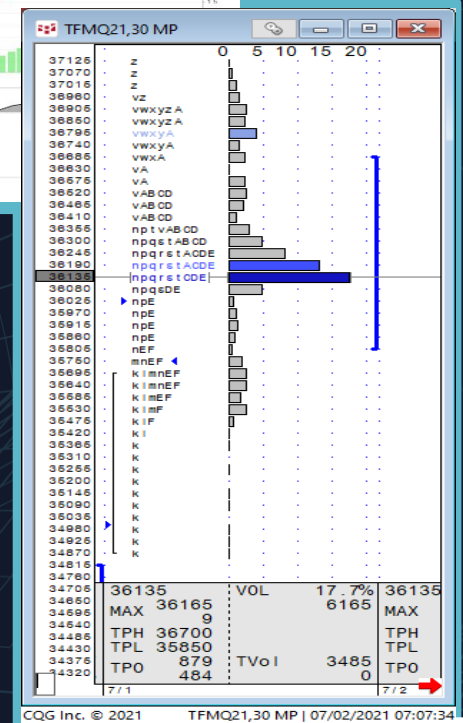 TFMQ21,30 MP
0 5 10 15 20
37125 z
37070 z
37015 z
36960 vz
36905 vwxyzA
36850 vwxyzA
36795 vwxyA
36740 vwxyA
36685 vwxA
36630 vA
36575 vA
36520 vABCD
36465 vABCD
36410 vABCD
36355 nptvABCD
36300 npqstABCD
36245 npqrstACDE
36190 npqrstACDE
36135 |npqrstCDE|
36080 npqsDE
36025 npE
35970 npE
35915 npE
35860 npE
35805 nEF
35750 mnEF
35695 klmnEF
35640 klmnEF
35585 klmEF
35530 klmF
35475 klF
35420 kl
35365 k
35310 k
35255 k
35200 k
35145 k
35090 k
35035 k
34980 k
34925 k
34870 k
34815
34760
34705 36135 VOL 17.7% 36135
34650 MAX 36165 6165 MAX
34595 9
34540 TPH 36700 TPH
34485
34430 TPL 35850 TPL
34375 TPO 879 TVol 3485 TPO
34320 484 0
7/1 7/2
CQG Inc. © 2021 TFMQ21,30 MP | 07/02/2021 07:07:34